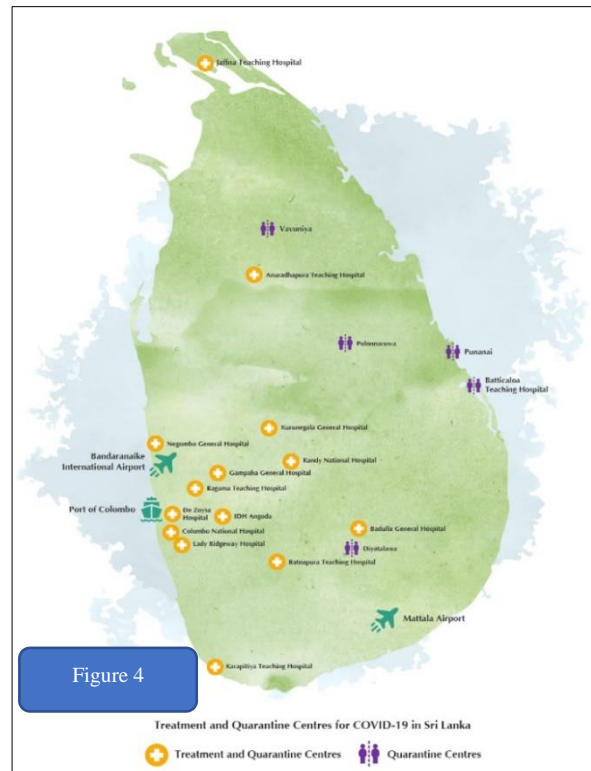 Jaffna Teaching Hospital
Vavuniya
Anuradhapura Teaching Hospital
Polonnaruwa
Punanai
Batticaloa
Teaching Hospital
Kurunegala General Hospital
Negombo General Hospital
Bandaranaike
International Airport
Kandy National Hospital
Gampaha General Hospital
Ragama Teaching Hospital
Port of Colombo
De Zoysa
Hospital
IDH Angoda
Colombo National Hospital
Badulla General Hospital
Lady Ridgeway Hospital
Diyatalawa
Ratnapura Teaching Hospital
Mattala Airport
Karapitiya Teaching Hospital
Figure 4
Treatment and Quarantine Centres for COVID-19 in Sri Lanka
Treatment and Quarantine Centres
Quarantine Centres